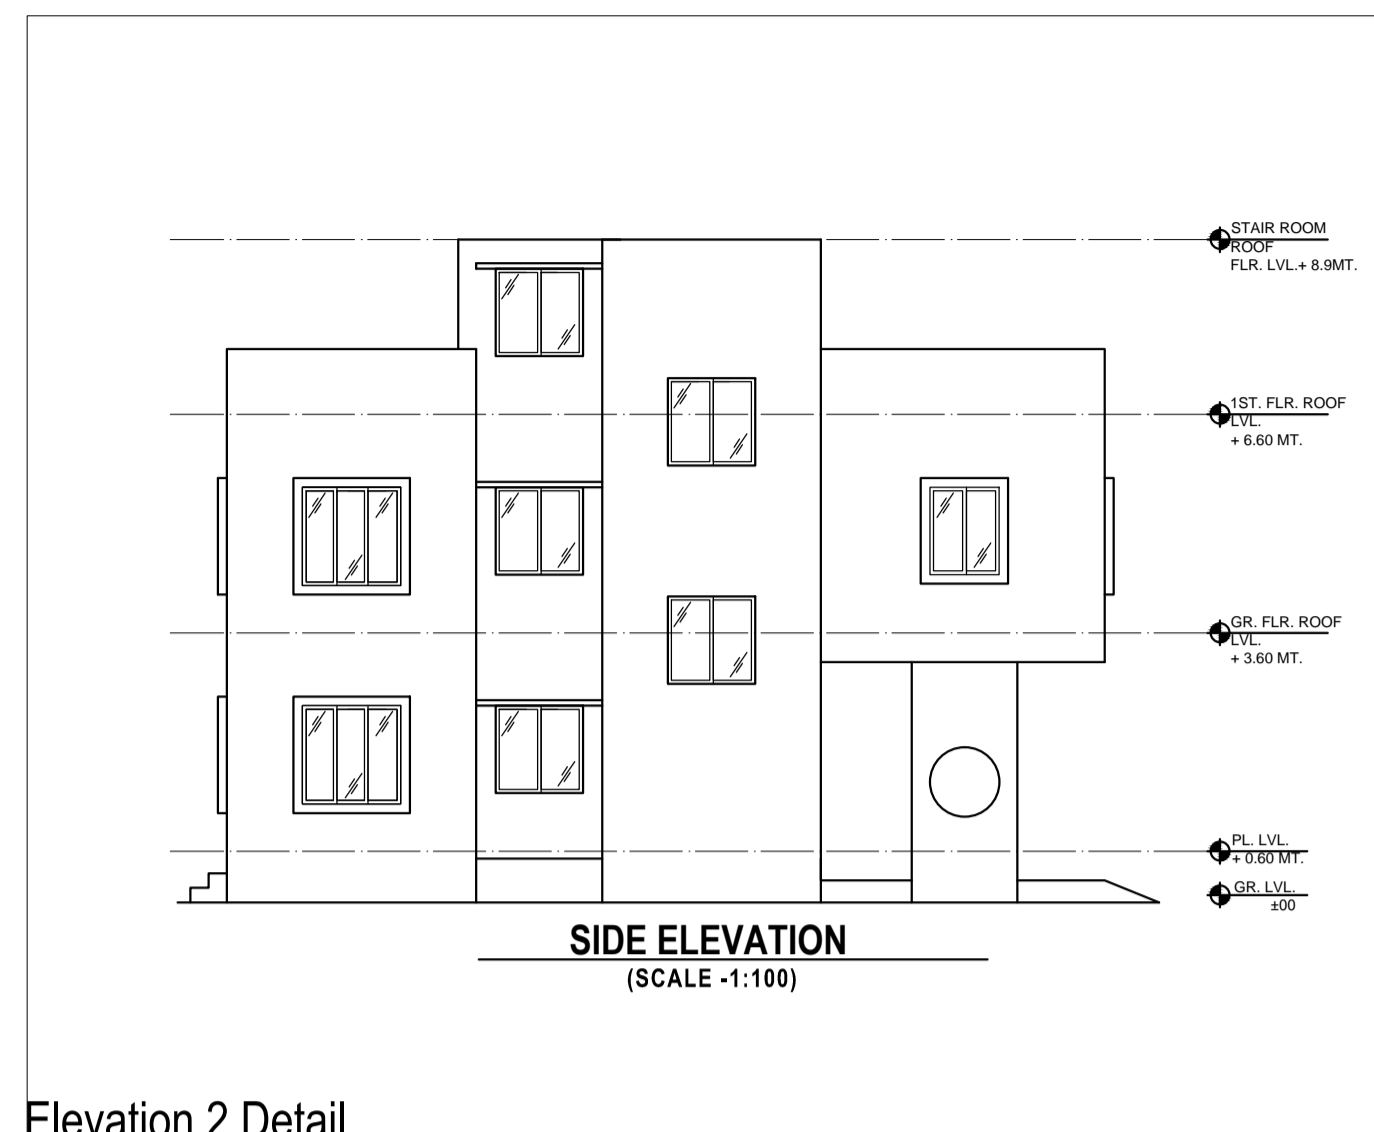 STAIR ROOM
ROOF
FLR. LVL.+ 8.9MT.
1ST. FLR. ROOF
LVL.
+ 6.60 MT.
GR. FLR. ROOF
LVL.
+ 3.60 MT.
PL. LVL.
+ 0.60 MT.
GR. LVL.
±00
SIDE ELEVATION
(SCALE -1:100)
Elevation 2 Detail